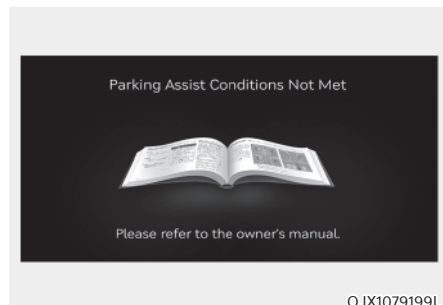 Parking Assist Conditions Not Met
Please refer to the owner's manual.
OJX1079199L